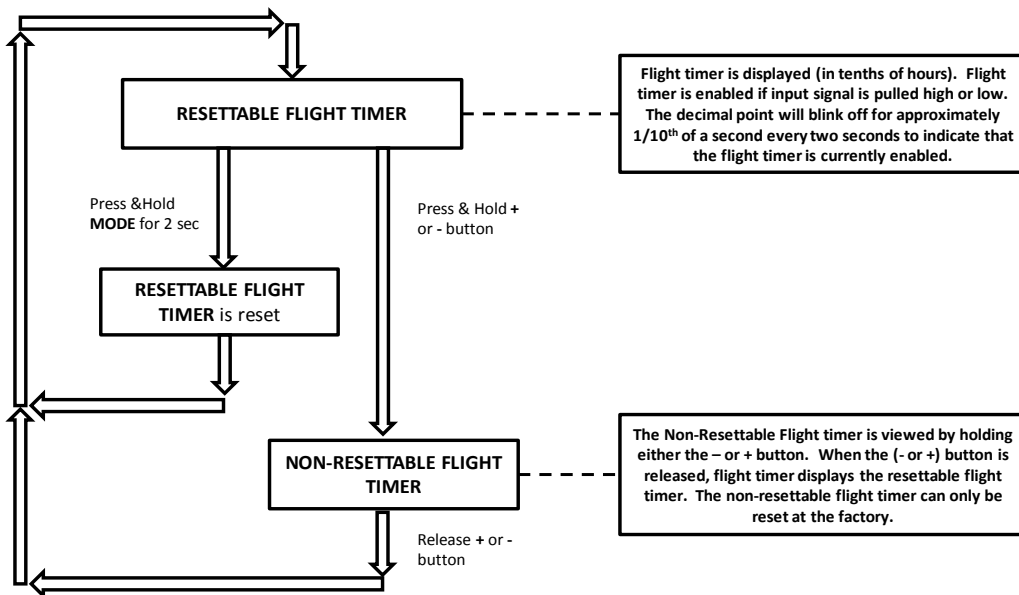 RESETTABLE FLIGHT TIMER
Flight timer is displayed (in tenths of hours).  Flight
timer is enabled if input signal is pulled high or low.
The decimal point will blink off for approximately
1/10th of a second every two seconds to indicate that
the flight timer is currently enabled.
Press &Hold
MODE for 2 sec
Press & Hold +
or - button
RESETTABLE FLIGHT
TIMER is reset
NON-RESETTABLE FLIGHT
TIMER
The Non-Resettable Flight timer is viewed by holding
either the – or + button.  When the (- or +) button is
released, flight timer displays the resettable flight
timer.  The non-resettable flight timer can only be
reset at the factory.
Release + or -
button